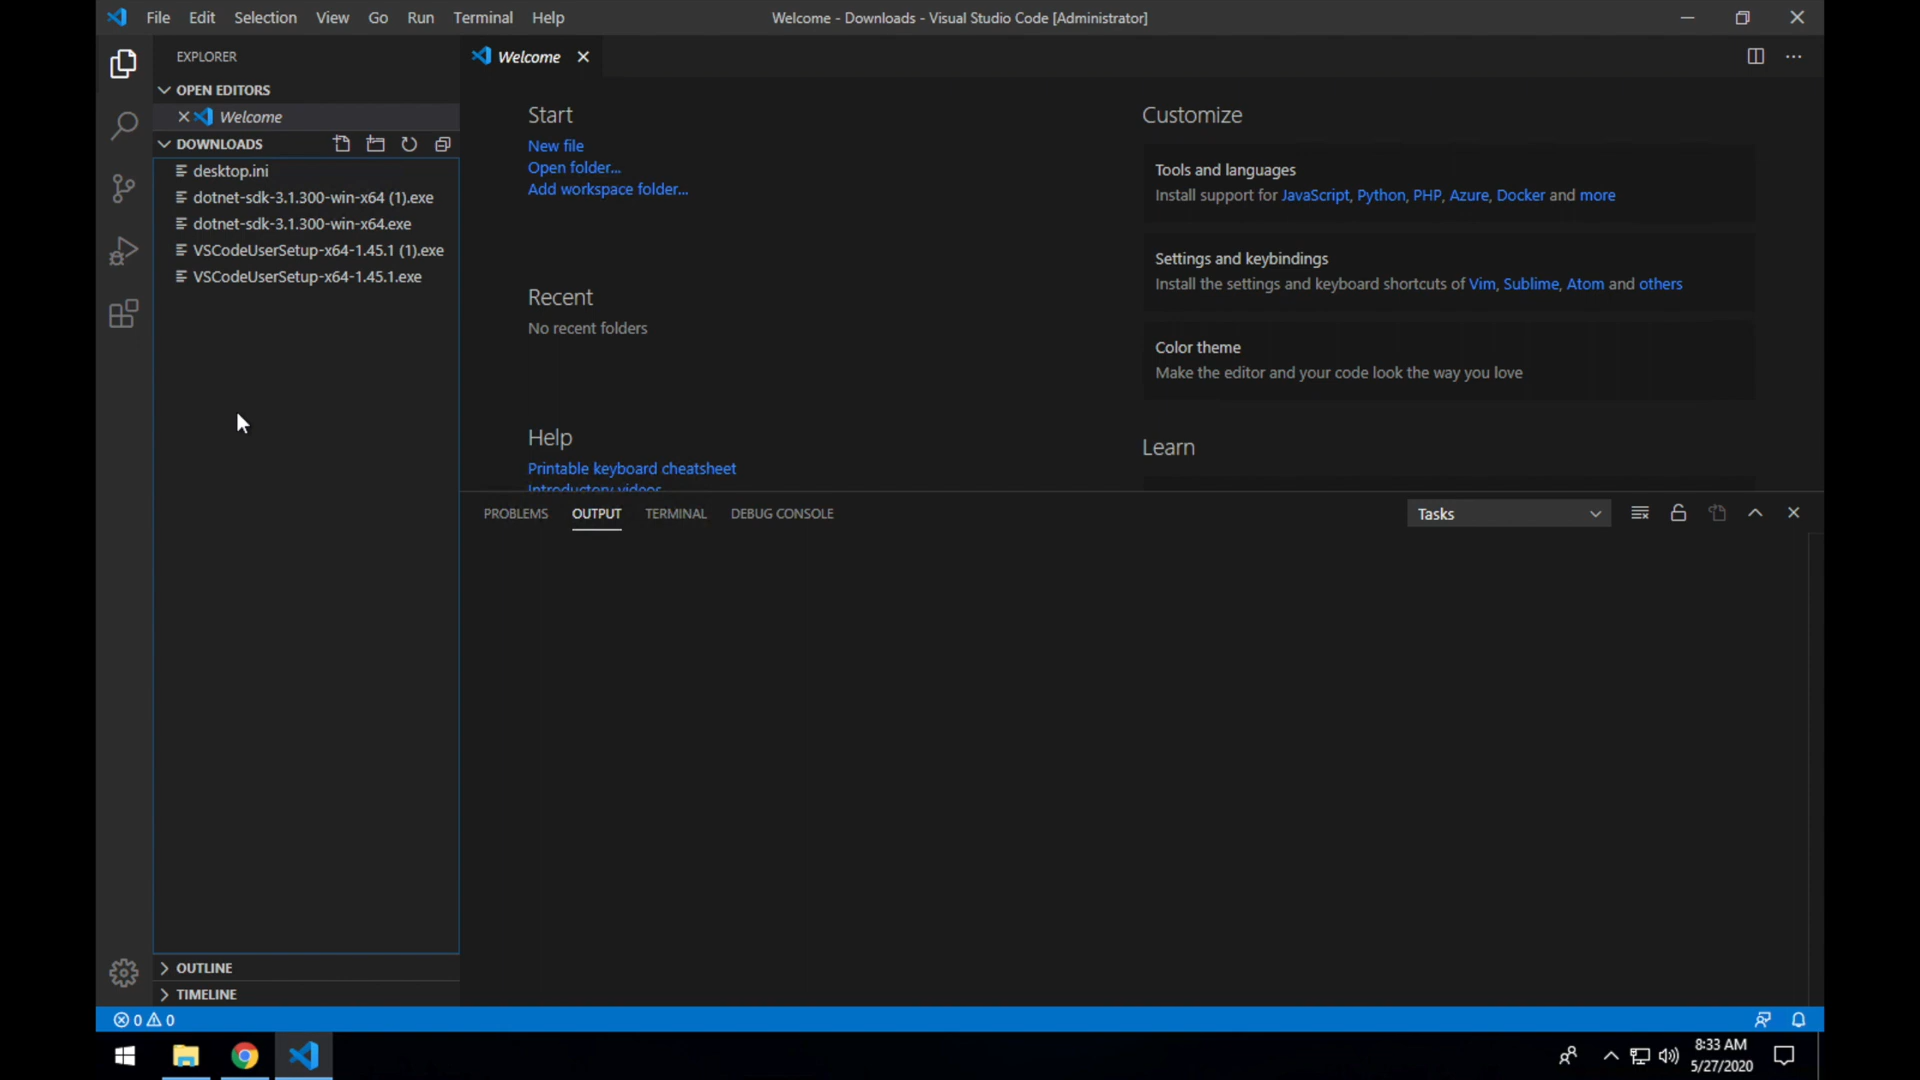 File Edit Selection View Go Run Terminal Help
Welcome - Downloads - Visual Studio Code [Administrator]
EXPLORER
OPEN EDITORS
Welcome
DOWNLOADS
desktop.ini
dotnet-sdk-3.1.300-win-x64 (1).exe
dotnet-sdk-3.1.300-win-x64.exe
VSCodeUserSetup-x64-1.45.1 (1).exe
VSCodeUserSetup-x64-1.45.1.exe
OUTLINE
TIMELINE
Welcome
Start
New file
Open folder...
Add workspace folder...
Recent
No recent folders
Help
Printable keyboard cheatsheet
Introductory videos
Customize
Tools and languages
Install support for JavaScript, Python, PHP, Azure, Docker and more
Settings and keybindings
Install the settings and keyboard shortcuts of Vim, Sublime, Atom and others
Color theme
Make the editor and your code look the way you love
Learn
PROBLEMS OUTPUT TERMINAL DEBUG CONSOLE
Tasks
0 0
8:33 AM
5/27/2020